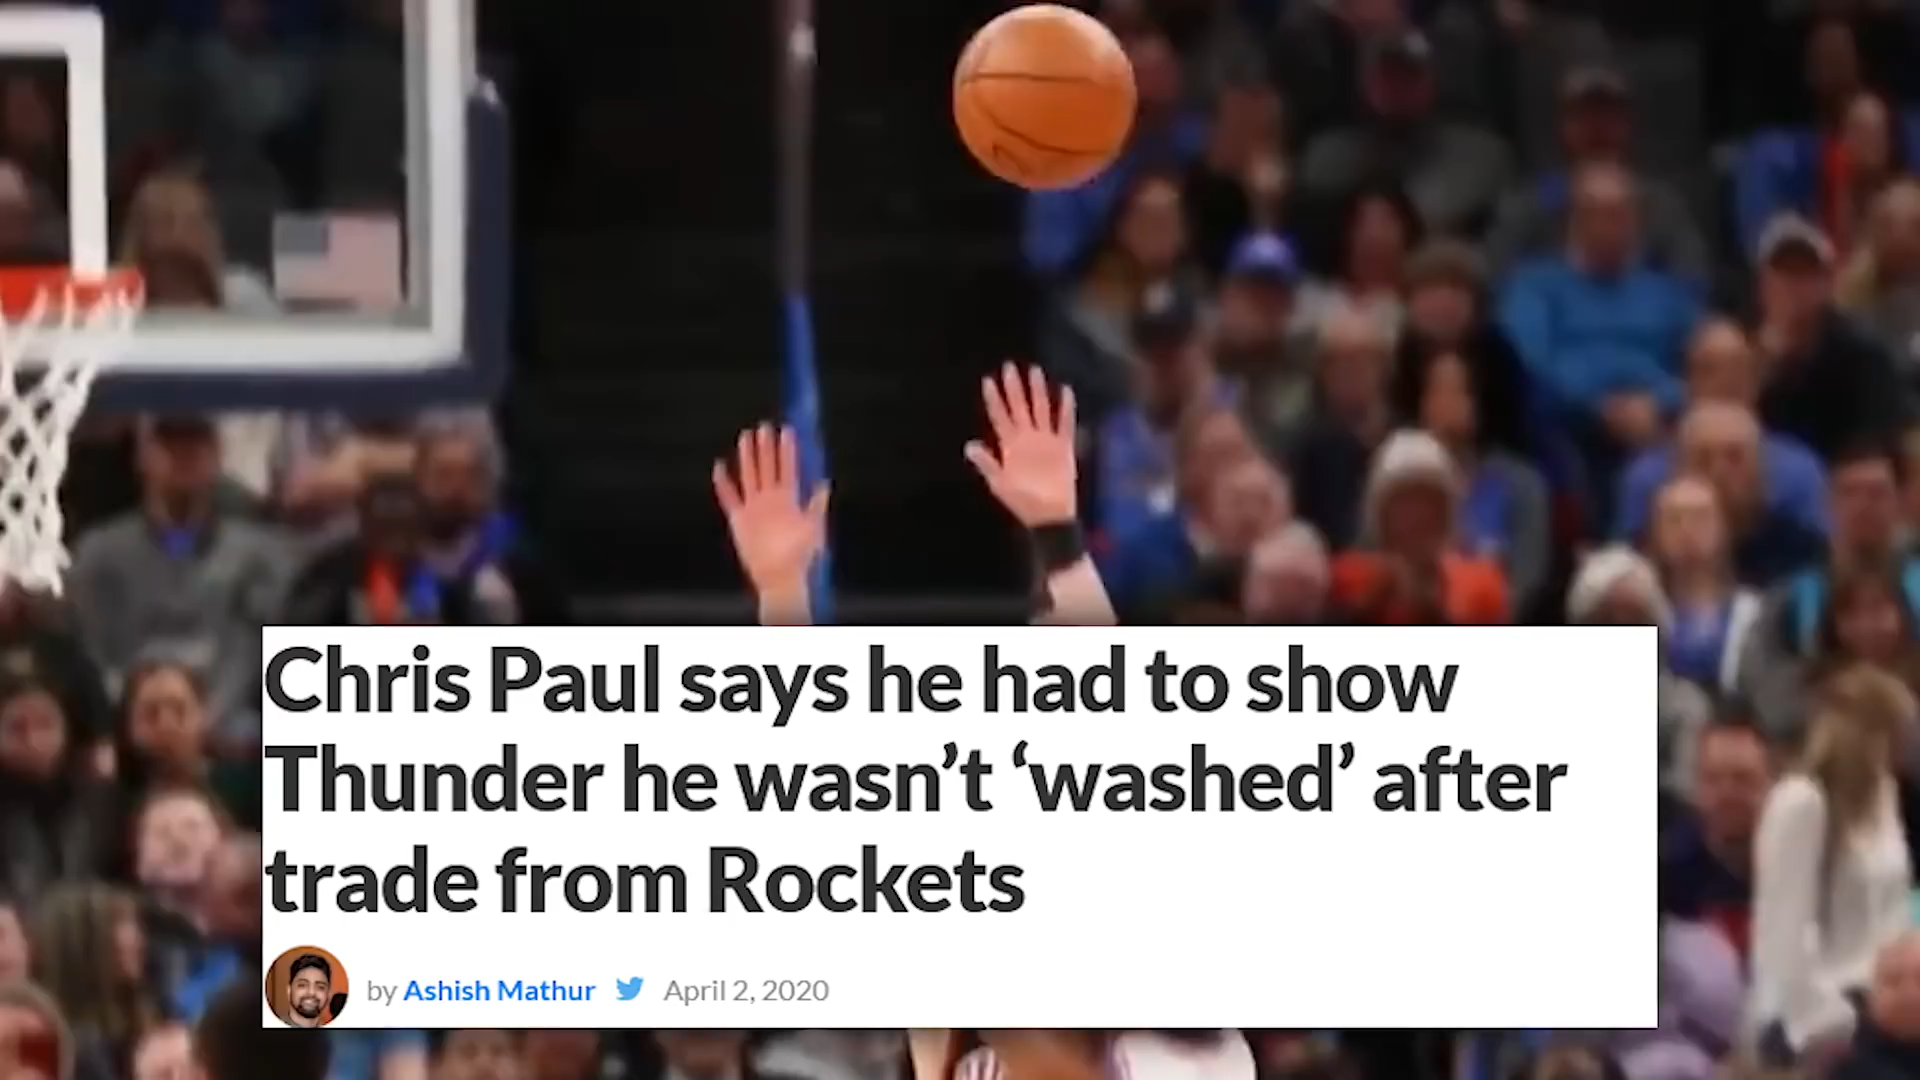 Chris Paul says he had to show
Thunder he wasn’t ‘washed’ after
trade from Rockets
by Ashish Mathur April 2, 2020